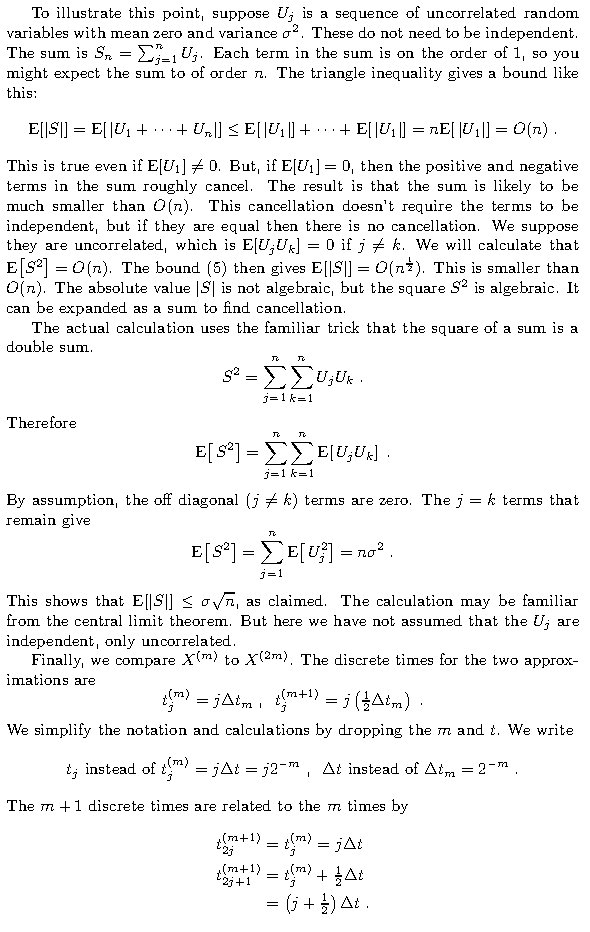 To illustrate this point, suppose U_j is a sequence of uncorrelated random
variables with mean zero and variance σ². These do not need to be independent.
The sum is S_n = ∑_{j=1}^{n} U_j. Each term in the sum is on the order of 1, so you
might expect the sum to of order n. The triangle inequality gives a bound like
this:
E[|S|] = E[|U_1 + ··· + U_n|] ≤ E[|U_1|] + ··· + E[|U_1|] = nE[|U_1|] = O(n) .
This is true even if E[U_1] ≠ 0. But, if E[U_1] = 0, then the positive and negative
terms in the sum roughly cancel. The result is that the sum is likely to be
much smaller than O(n). This cancellation doesn't require the terms to be
independent, but if they are equal then there is no cancellation. We suppose
they are uncorrelated, which is E[U_jU_k] = 0 if j ≠ k. We will calculate that
E[S²] = O(n). The bound (5) then gives E[|S|] = O(n^{1/2}). This is smaller than
O(n). The absolute value |S| is not algebraic, but the square S² is algebraic. It
can be expanded as a sum to find cancellation.
The actual calculation uses the familiar trick that the square of a sum is a
double sum.
S² = ∑_{j=1}^{n} ∑_{k=1}^{n} U_jU_k .
Therefore
E[S²] = ∑_{j=1}^{n} ∑_{k=1}^{n} E[U_jU_k] .
By assumption, the off diagonal (j ≠ k) terms are zero. The j = k terms that
remain give
E[S²] = ∑_{j=1}^{n} E[U_j²] = nσ² .
This shows that E[|S|] ≤ σ√n, as claimed. The calculation may be familiar
from the central limit theorem. But here we have not assumed that the U_j are
independent, only uncorrelated.
Finally, we compare X^{(m)} to X^{(2m)}. The discrete times for the two approx-
imations are
t_j^{(m)} = jΔt_m , t_j^{(m+1)} = j(½Δt_m) .
We simplify the notation and calculations by dropping the m and t. We write
t_j instead of t_j^{(m)} = jΔt = j2^{-m} , Δt instead of Δt_m = 2^{-m} .
The m + 1 discrete times are related to the m times by
t_{2j}^{(m+1)} = t_j^{(m)} = jΔt
t_{2j+1}^{(m+1)} = t_j^{(m)} + ½Δt
= (j + ½) Δt .